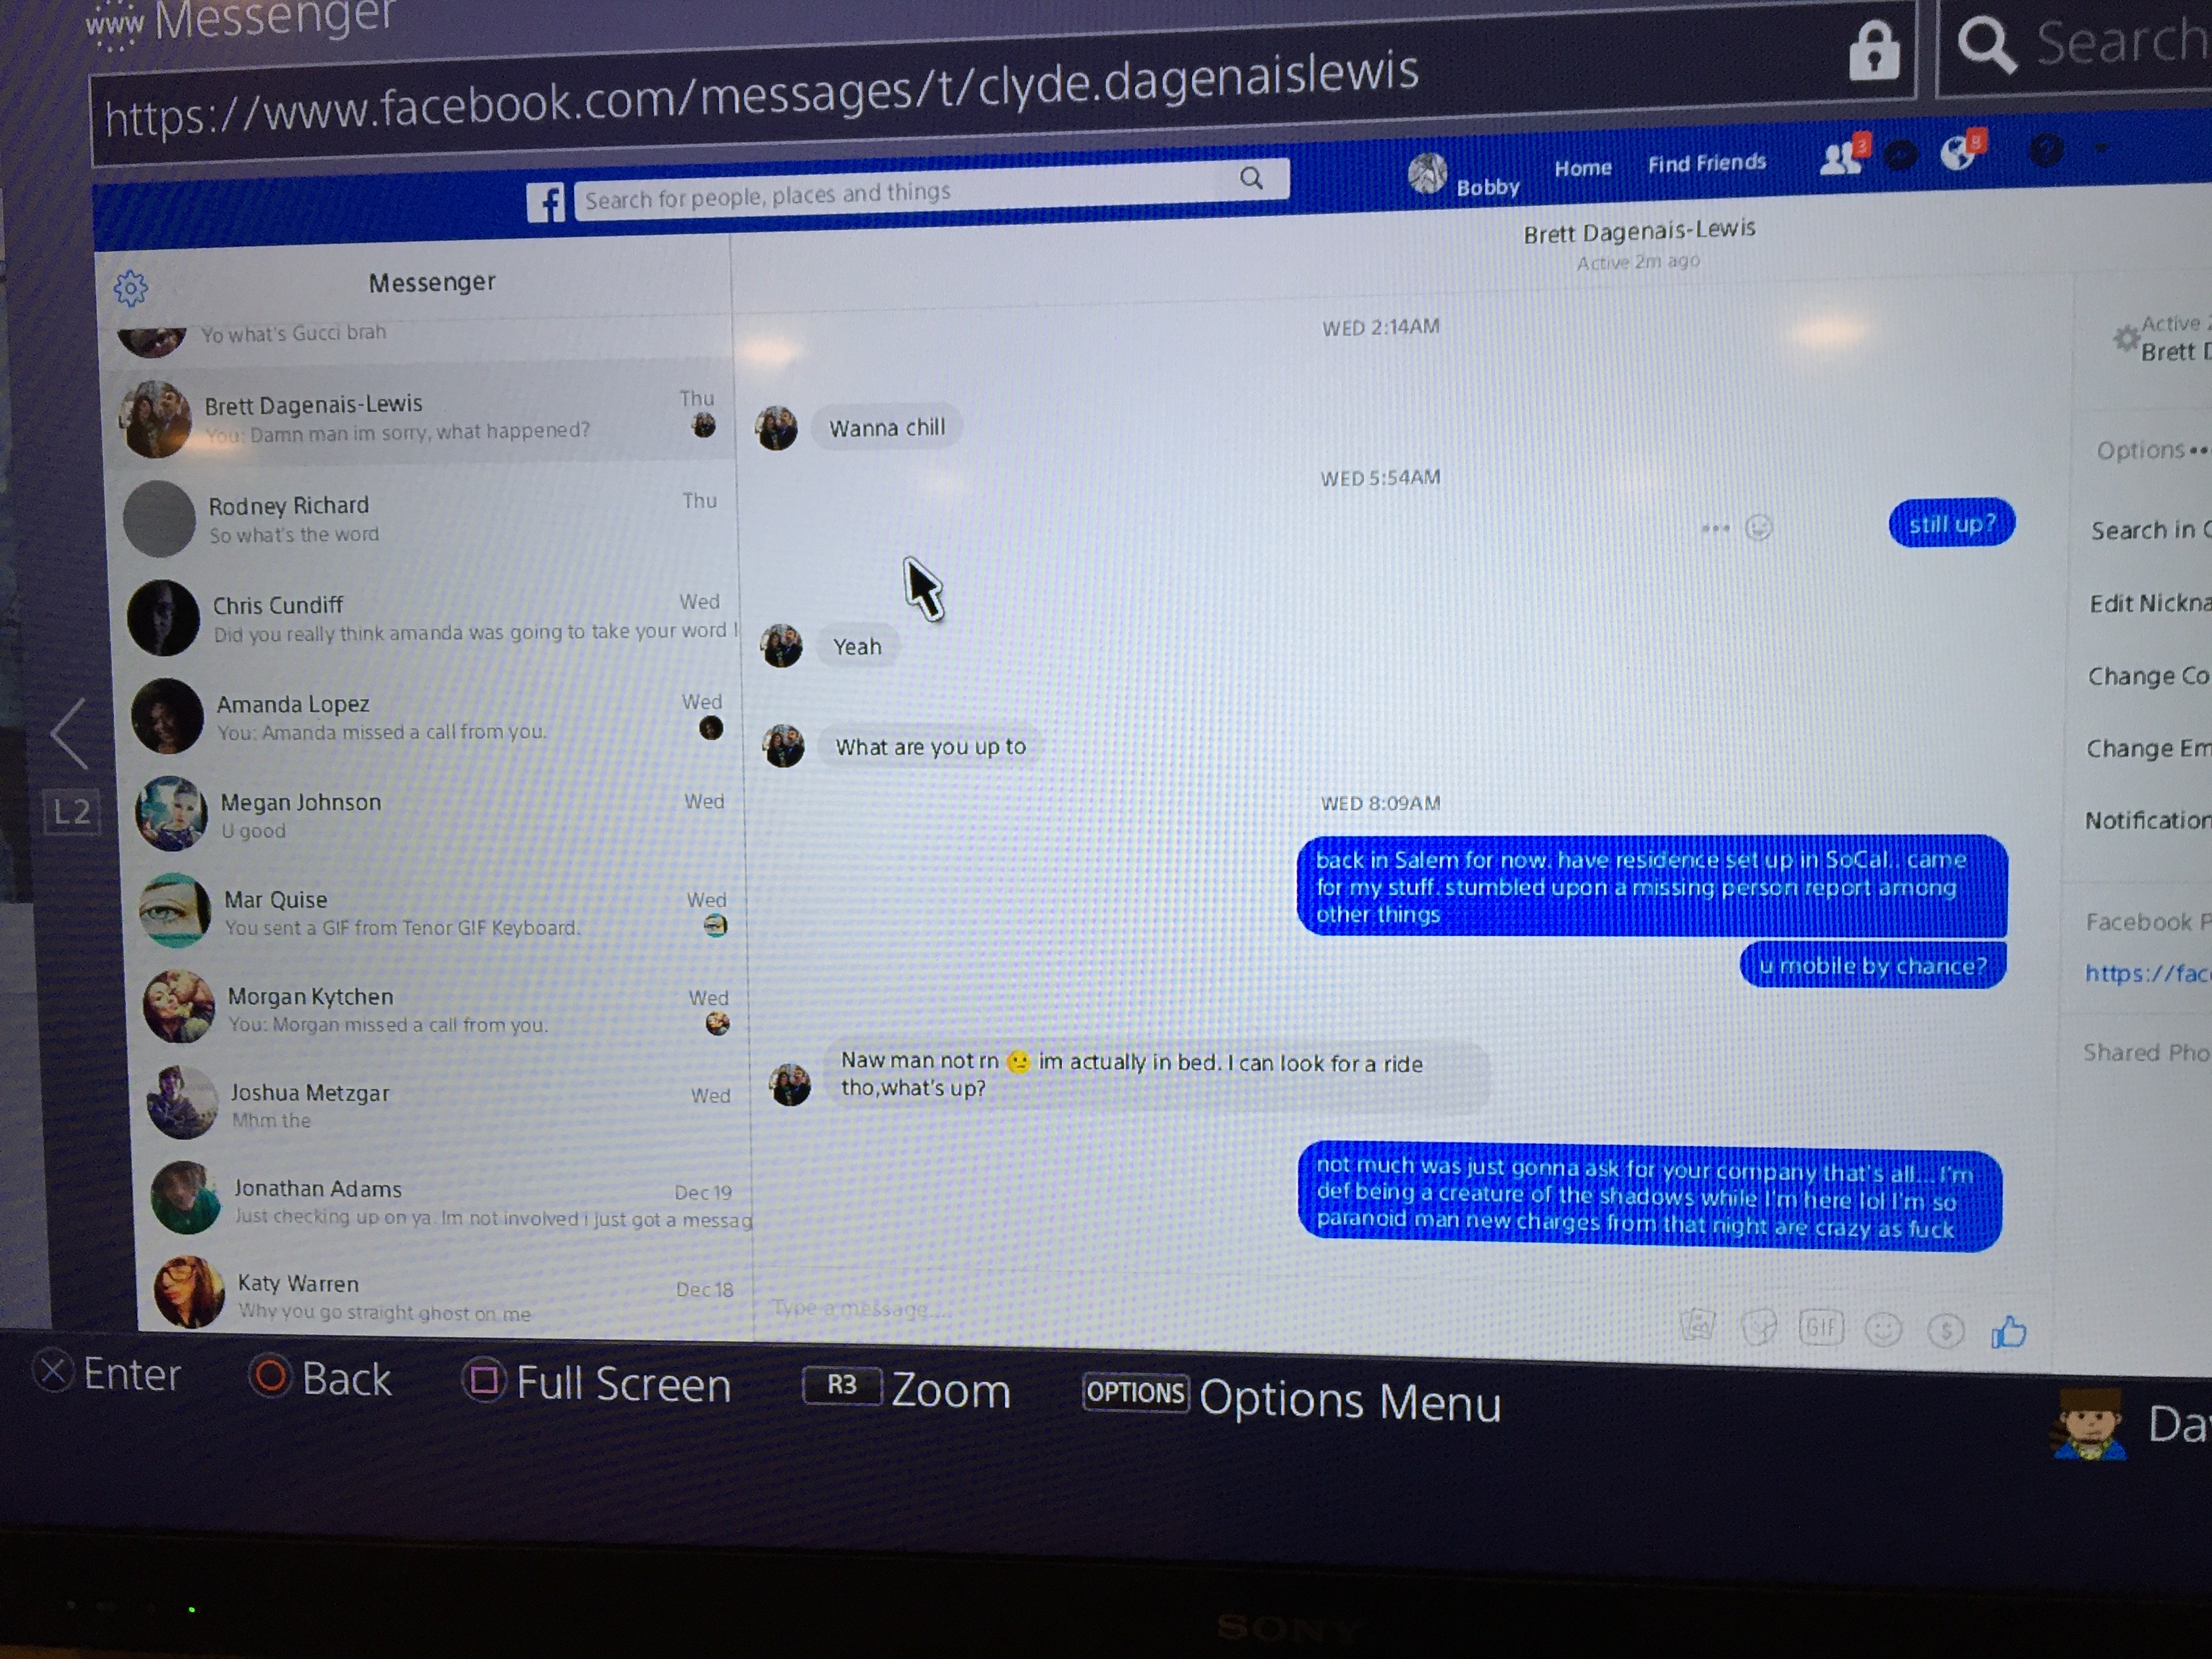 www Messenger
https://www.facebook.com/messages/t/clyde.dagenaislewis
Search
f
Search for people, places and things
Bobby
Home
Find Friends
3
8
?
Messenger
Yo what's Gucci brah
Brett Dagenais-Lewis
Thu
You: Damn man im sorry, what happened?
Rodney Richard
Thu
So what's the word
Chris Cundiff
Wed
Did you really think amanda was going to take your word
Amanda Lopez
Wed
You: Amanda missed a call from you.
Megan Johnson
Wed
U good
Mar Quise
Wed
You sent a GIF from Tenor GIF Keyboard.
Morgan Kytchen
Wed
You: Morgan missed a call from you.
Joshua Metzgar
Wed
Mhm the
Jonathan Adams
Dec 19
Just checking up on ya. Im not involved i just got a messag
Katy Warren
Dec 18
Why you go straight ghost on me
Brett Dagenais-Lewis
Active 2m ago
WED 2:14AM
Wanna chill
WED 5:54AM
still up?
Yeah
What are you up to
WED 8:09AM
back in Salem for now. have residence set up in SoCal.. came
for my stuff. stumbled upon a missing person report among
other things
u mobile by chance?
Naw man not rn 😕 im actually in bed. I can look for a ride
tho,what's up?
not much was just gonna ask for your company that's all.... I'm
def being a creature of the shadows while I'm here lol I'm so
paranoid man new charges from that night are crazy as fuck
Type a message...
GIF
$
Active 2
Brett D
Options
Search in C
Edit Nickna
Change Co
Change Em
Notification
Facebook P
https://fac
Shared Pho
L2
Enter
Back
Full Screen
R3 Zoom
OPTIONS Options Menu
Da
SONY